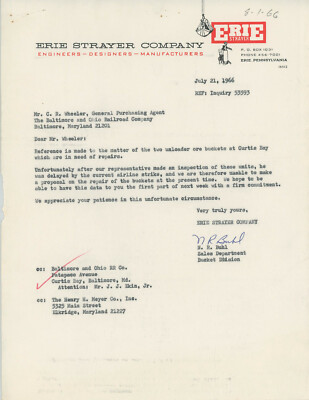 8-1-66
ERIE
STRAYER
ERIE STRAYER COMPANY
ENGINEERS - DESIGNERS - MANUFACTURERS
P. O. BOX 1031
ERIE, PENNSYLVANIA
July 21, 1966
REF: Inquiry 53593
Mr. C. B. Wheeler, General Purchasing Agent
The Baltimore and Ohio Railroad Company
Baltimore, Maryland 21201
Dear Mr. Wheeler:
Reference is made to the matter of the two unloader ore buckets at Curtis Bay
which are in need of repairs.
Unfortunately after our representative made an inspection of these units, he
was delayed by the current airline strike, and we are therefore unable to make
a proposal on the repair of the buckets at the present time. We hope to be
able to have this data to you the first part of next week with a firm commitment.
We appreciate your patience in this unfortunate circumstance.
Very truly yours,
ERIE STRAYER COMPANY
N R Buhl
N. R. Buhl
Sales Department
Bucket Division
cc: Baltimore and Ohio RR Co.
Patapsco Avenue
Curtis Bay, Baltimore, Md.
Attention: Mr. J. J. Ekin, Jr.
cc: The Henry H. Meyer Co., Inc.
5325 Main Street
Elkridge, Maryland 21227